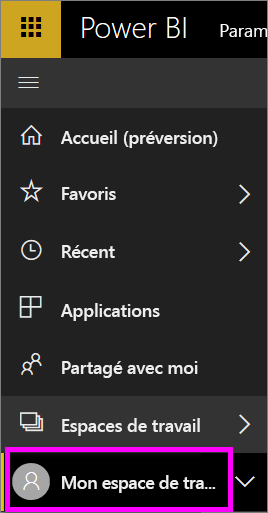 Power BI Param
Accueil (préversion)
Favoris
Récent
Applications
Partagé avec moi
Espaces de travail
Mon espace de tra...